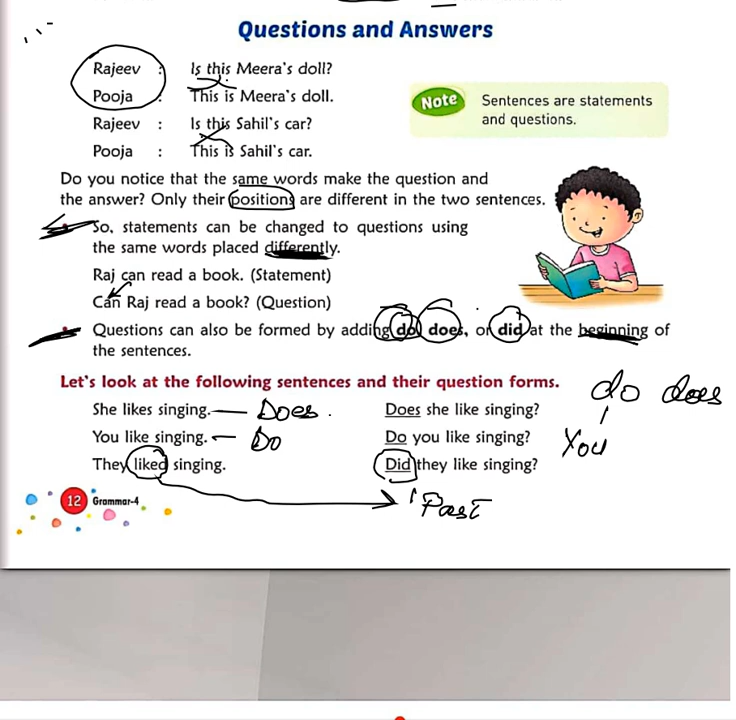 Questions and Answers
Rajeev : Is this Meera's doll?
Pooja : This is Meera's doll.
Rajeev : Is this Sahil's car?
Pooja : This is Sahil's car.
Note Sentences are statements
and questions.
Do you notice that the same words make the question and
the answer? Only their positions are different in the two sentences.
So, statements can be changed to questions using
the same words placed differently.
Raj can read a book. (Statement)
Can Raj read a book? (Question)
Questions can also be formed by adding do, does, or did at the beginning of
the sentences.
Let's look at the following sentences and their question forms.
do does
She likes singing. Does. Does she like singing?
You like singing. Do Do you like singing? You
They liked singing. Did they like singing?
12 Grammar-4
Past